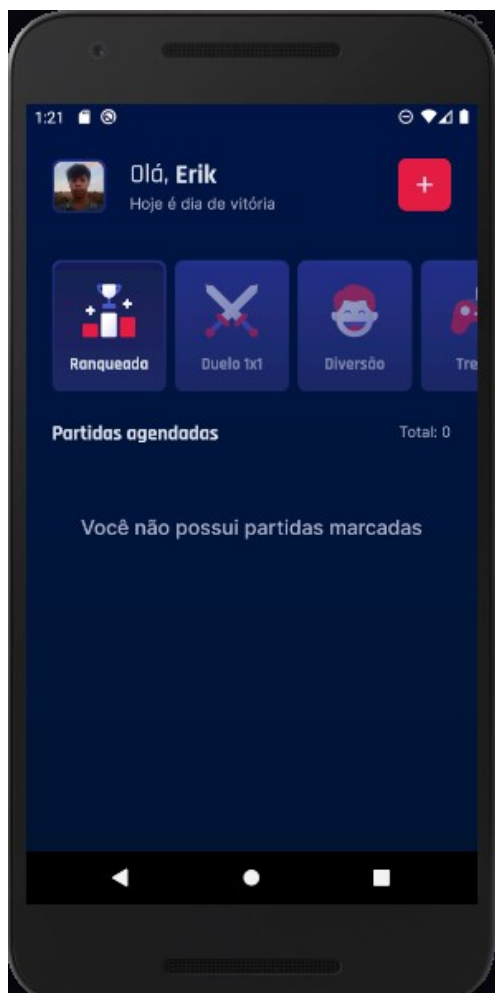 1:21
Olá, Erik
Hoje é dia de vitória
+
Ranqueada
Duelo 1x1
Diversão
Tre
Partidas agendadas
Total: 0
Você não possui partidas marcadas